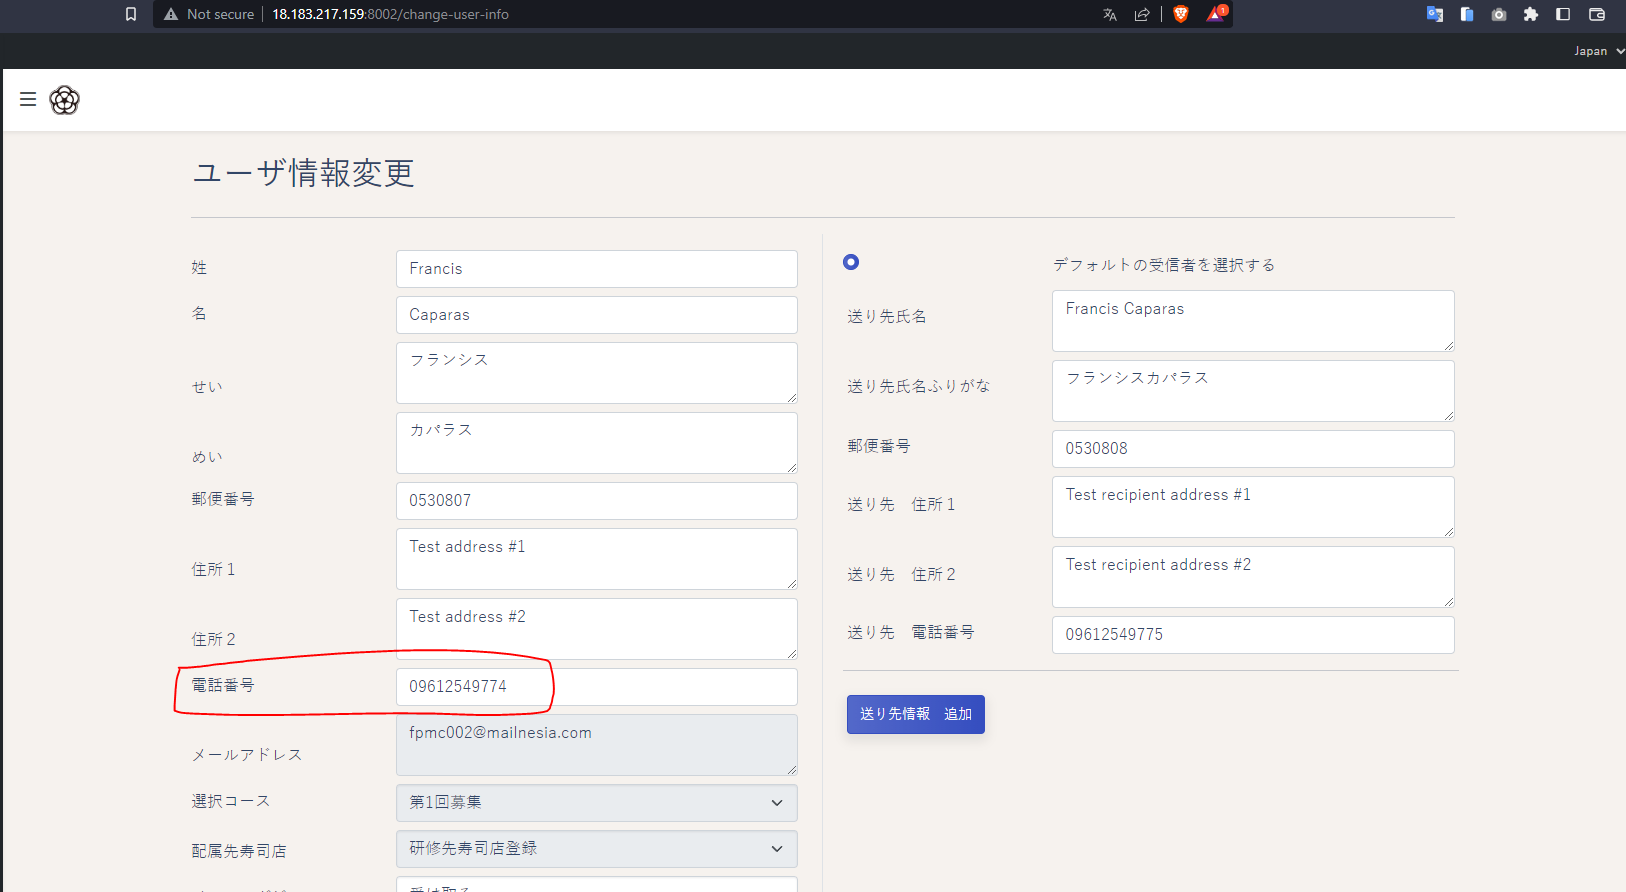 Not secure
18.183.217.159:8002/change-user-info
1
Japan
ユーザ情報変更
姓
Francis
名
Caparas
せい
フランシス
めい
カパラス
郵便番号
0530807
住所１
Test address #1
住所２
Test address #2
電話番号
09612549774
メールアドレス
fpmc002@mailnesia.com
選択コース
第1回募集
配属先寿司店
研修先寿司店登録
デフォルトの受信者を選択する
送り先氏名
Francis Caparas
送り先氏名ふりがな
フランシスカパラス
郵便番号
0530808
送り先　住所１
Test recipient address #1
送り先　住所２
Test recipient address #2
送り先　電話番号
09612549775
送り先情報　追加